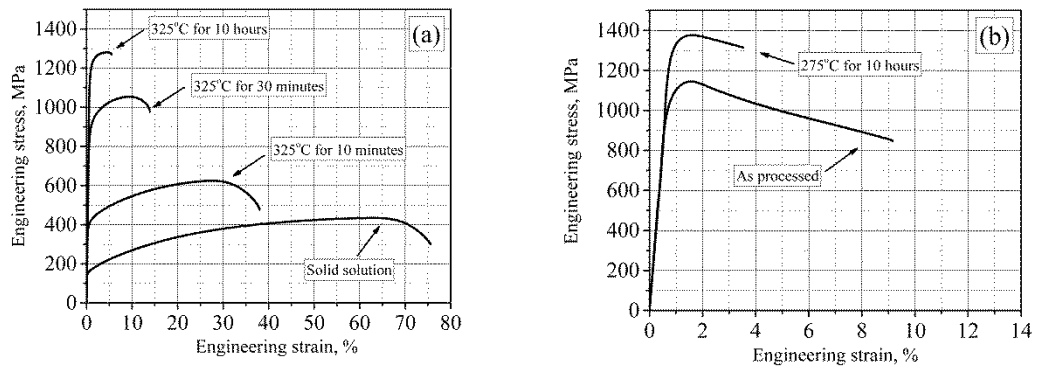 1400
1200
1000
800
600
400
200
0
Engineering stress, MPa
325°C for 10 hours
(a)
325°C for 30 minutes
325°C for 10 minutes
Solid solution
0 10 20 30 40 50 60 70 80
Engineering strain, %
1400
1200
1000
800
600
400
200
0
Engineering stress, MPa
(b)
275°C for 10 hours
As processed
0 2 4 6 8 10 12 14
Engineering strain, %